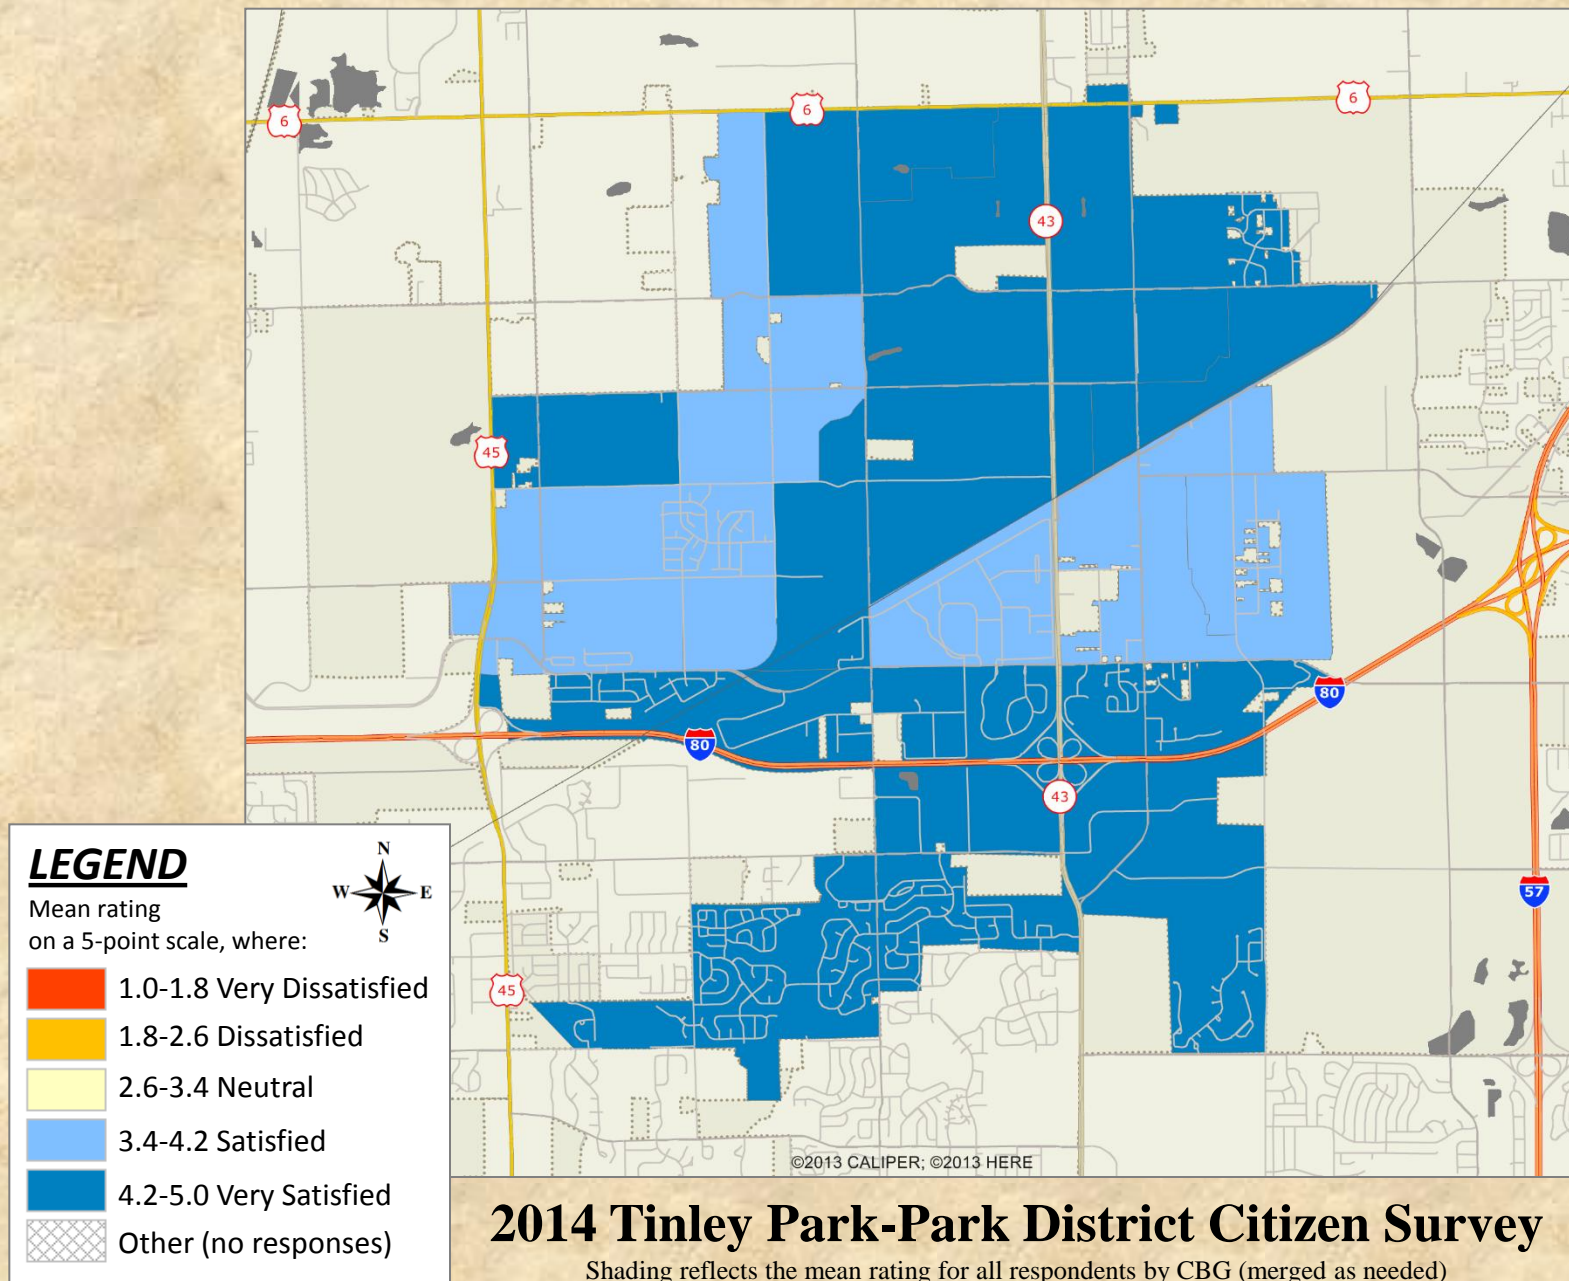 6
6
6
43
45
80
80
43
57
45
©2013 CALIPER; ©2013 HERE
LEGEND
N
W
E
S
Mean rating
on a 5-point scale, where:
1.0-1.8 Very Dissatisfied
1.8-2.6 Dissatisfied
2.6-3.4 Neutral
3.4-4.2 Satisfied
4.2-5.0 Very Satisfied
Other (no responses)
2014 Tinley Park-Park District Citizen Survey
Shading reflects the mean rating for all respondents by CBG (merged as needed)